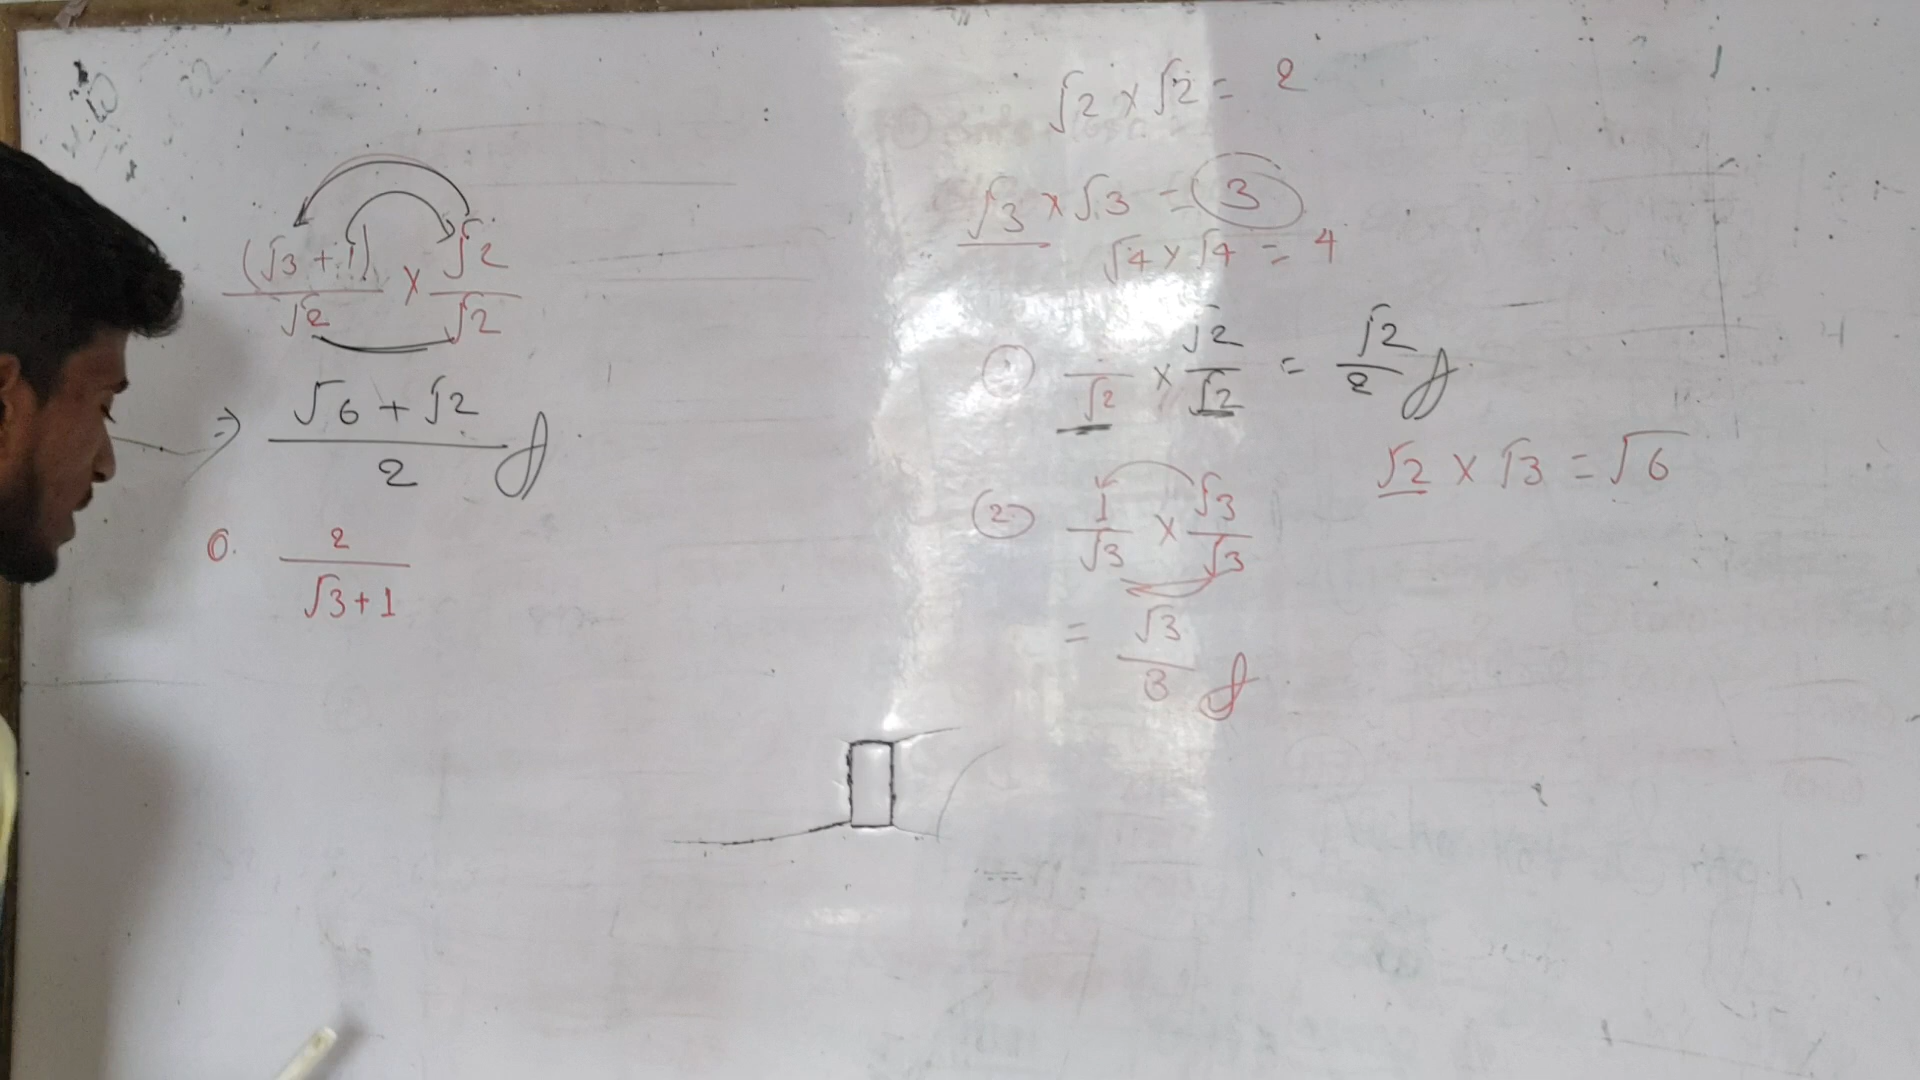 (√3 + 1)/√2 × √2/√2
⇒ (√6 + √2)/2
0. 2/(√3+1)
√2 × √2 = 2
√3 × √3 = 3
√4 × √4 = 4
① /√2 × √2/√2 = √2/2
√2 × √3 = √6
② 1/√3 × √3/√3
= √3/3